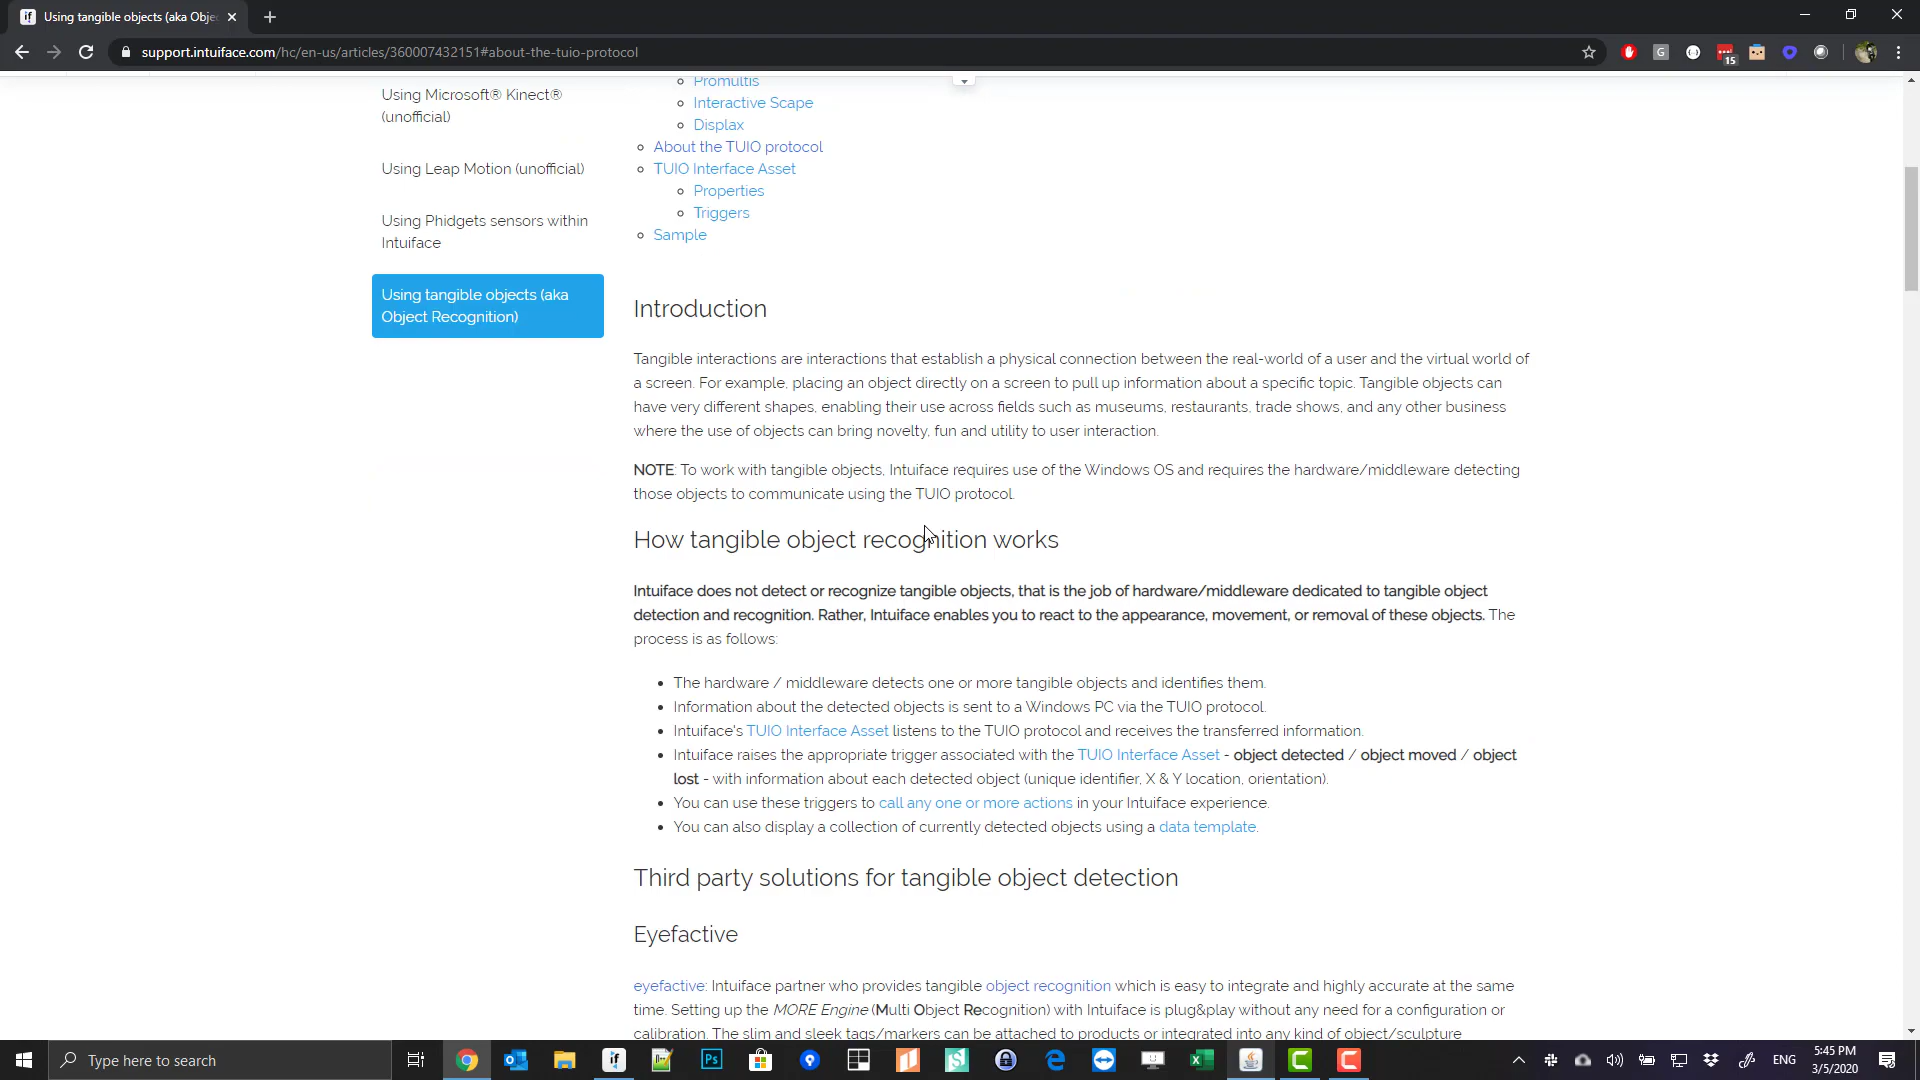 Using tangible objects (aka Obje
support.intuiface.com/hc/en-us/articles/360007432151#about-the-tuio-protocol
15
Using Microsoft® Kinect®
(unofficial)
Using Leap Motion (unofficial)
Using Phidgets sensors within
Intuiface
Using tangible objects (aka
Object Recognition)
Promultis
Interactive Scape
Displax
About the TUIO protocol
TUIO Interface Asset
Properties
Triggers
Sample
Introduction
Tangible interactions are interactions that establish a physical connection between the real-world of a user and the virtual world of
a screen. For example, placing an object directly on a screen to pull up information about a specific topic. Tangible objects can
have very different shapes, enabling their use across fields such as museums, restaurants, trade shows, and any other business
where the use of objects can bring novelty, fun and utility to user interaction.
NOTE: To work with tangible objects, Intuiface requires use of the Windows OS and requires the hardware/middleware detecting
those objects to communicate using the TUIO protocol.
How tangible object recognition works
Intuiface does not detect or recognize tangible objects, that is the job of hardware/middleware dedicated to tangible object
detection and recognition. Rather, Intuiface enables you to react to the appearance, movement, or removal of these objects. The
process is as follows:
The hardware / middleware detects one or more tangible objects and identifies them.
Information about the detected objects is sent to a Windows PC via the TUIO protocol.
Intuiface's TUIO Interface Asset listens to the TUIO protocol and receives the transferred information.
Intuiface raises the appropriate trigger associated with the TUIO Interface Asset - object detected / object moved / object
lost - with information about each detected object (unique identifier, X & Y location, orientation).
You can use these triggers to call any one or more actions in your Intuiface experience.
You can also display a collection of currently detected objects using a data template.
Third party solutions for tangible object detection
Eyefactive
eyefactive: Intuiface partner who provides tangible object recognition which is easy to integrate and highly accurate at the same
time. Setting up the MORE Engine (Multi Object Recognition) with Intuiface is plug&play without any need for a configuration or
calibration. The slim and sleek tags/markers can be attached to products or integrated into any kind of object/sculpture
Type here to search
ENG
5:45 PM
3/5/2020